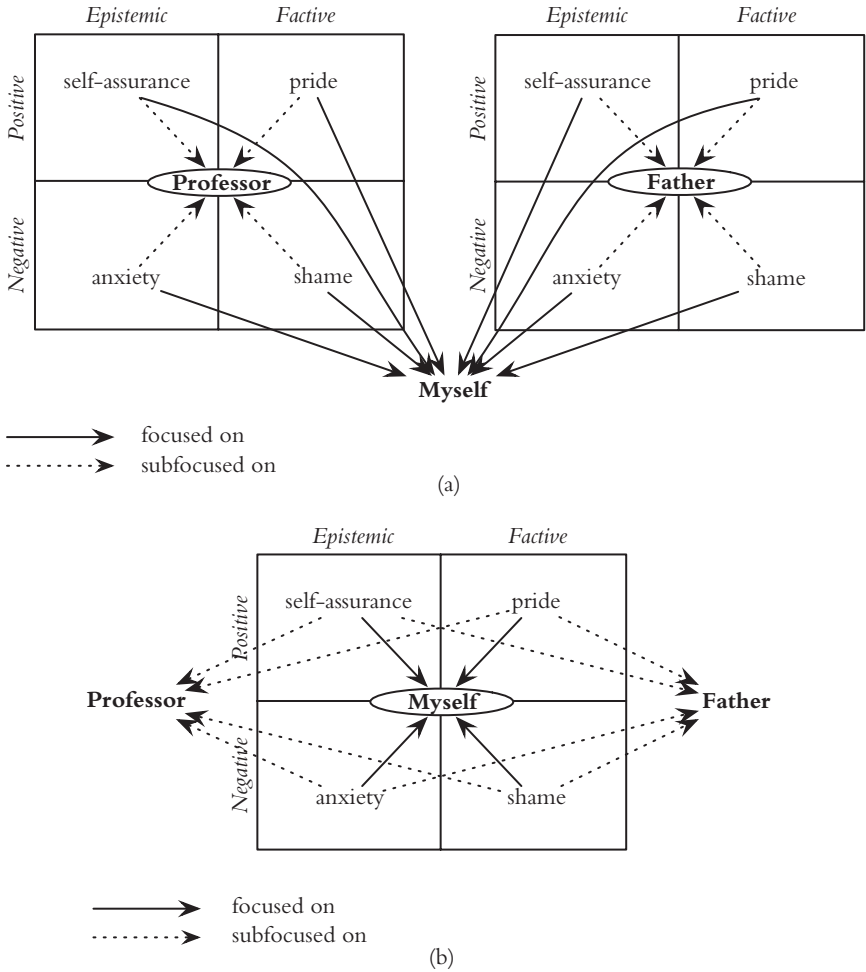 Epistemic Factive Epistemic Factive
Positive self-assurance pride Positive self-assurance pride
Professor Father
Negative anxiety shame Negative anxiety shame
Myself
focused on
subfocused on
(a)
Epistemic Factive
Positive self-assurance pride
Professor Myself Father
Negative anxiety shame
focused on
subfocused on
(b)